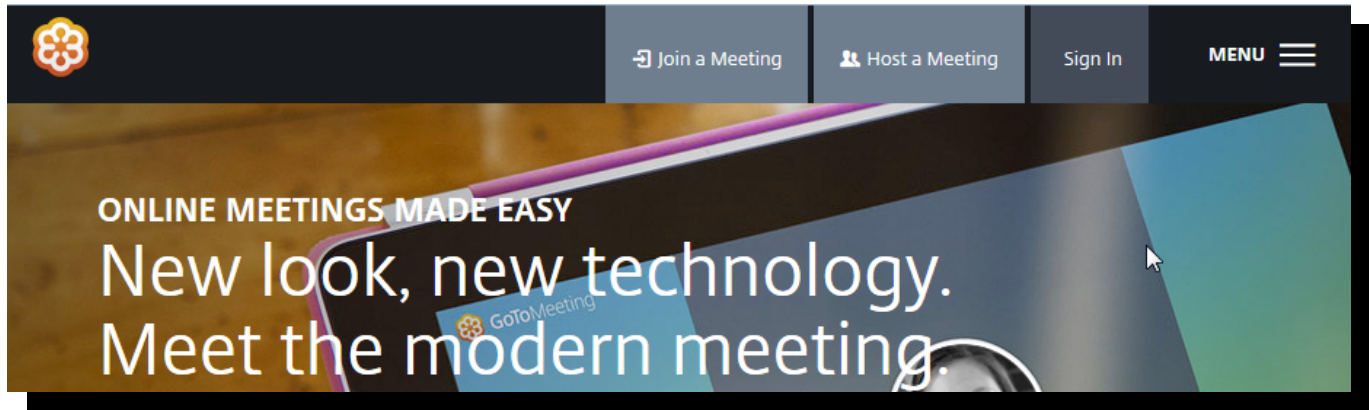 Join a Meeting
Host a Meeting
Sign In
MENU
ONLINE MEETINGS MADE EASY
New look, new technology.
GoToMeeting
Meet the modern meeting.